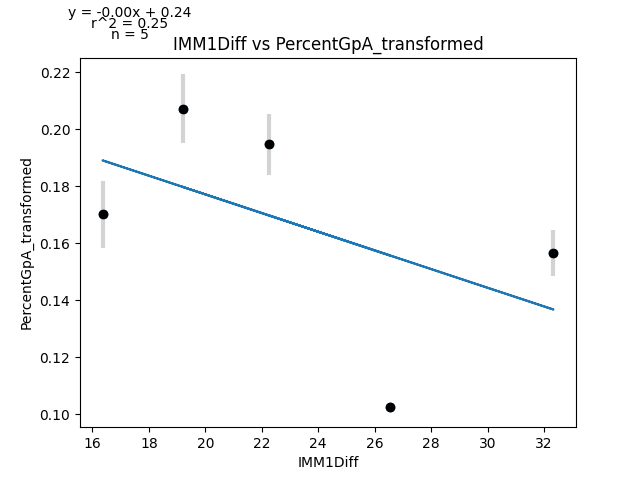 y = -0.00x + 0.24
r^2 = 0.25
n = 5
IMM1Diff vs PercentGpA_transformed
PercentGpA_transformed
0.22
0.20
0.18
0.16
0.14
0.12
0.10
16 18 20 22 24 26 28 30 32
IMM1Diff